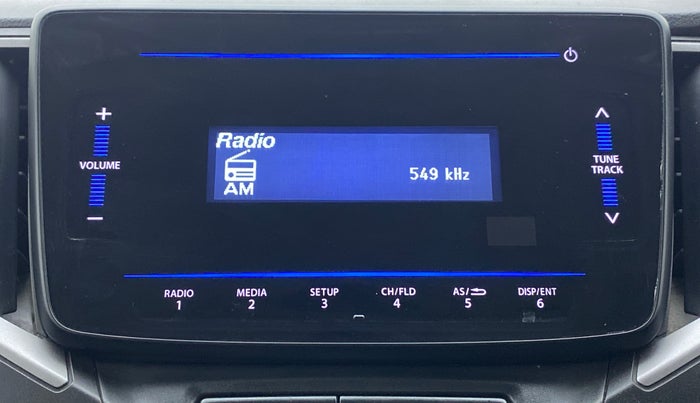 +
VOLUME
−
Radio
AM
549 kHz
TUNE
TRACK
RADIO
1
MEDIA
2
SETUP
3
CH/FLD
4
AS/
5
DISP/ENT
6